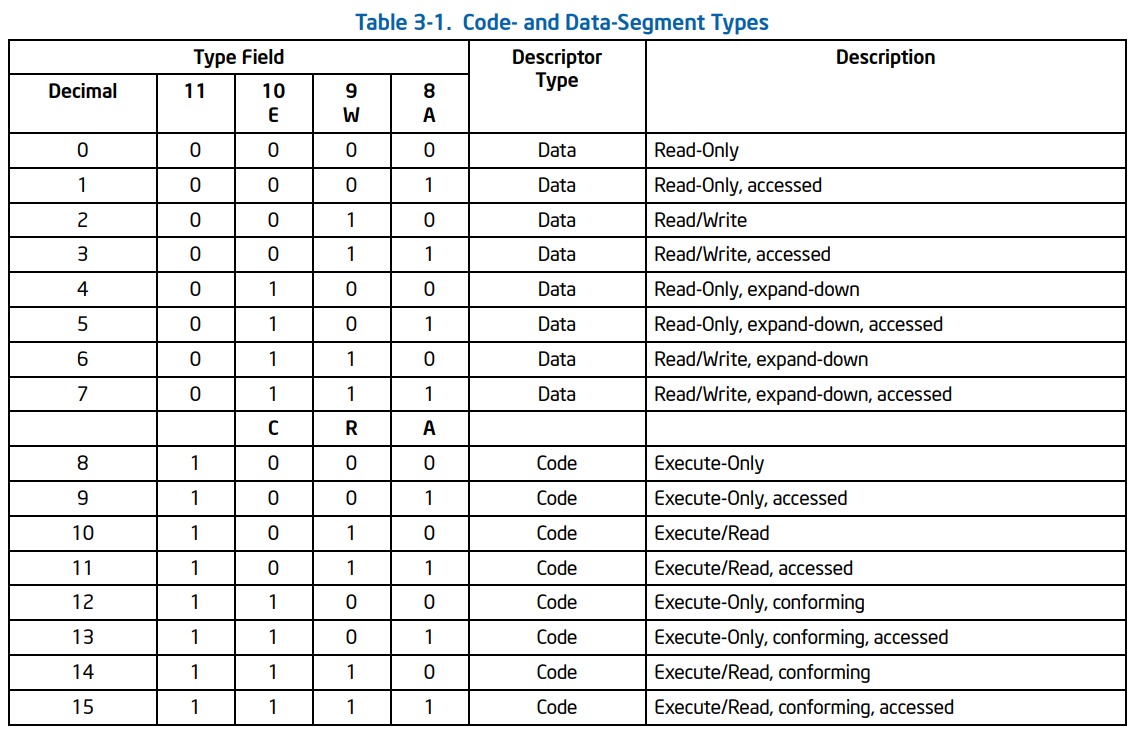 Table 3-1. Code- and Data-Segment Types
Type Field Descriptor Type Description
Decimal 11 10 E 9 W 8 A
0 0 0 0 0 Data Read-Only
1 0 0 0 1 Data Read-Only, accessed
2 0 0 1 0 Data Read/Write
3 0 0 1 1 Data Read/Write, accessed
4 0 1 0 0 Data Read-Only, expand-down
5 0 1 0 1 Data Read-Only, expand-down, accessed
6 0 1 1 0 Data Read/Write, expand-down
7 0 1 1 1 Data Read/Write, expand-down, accessed
C R A
8 1 0 0 0 Code Execute-Only
9 1 0 0 1 Code Execute-Only, accessed
10 1 0 1 0 Code Execute/Read
11 1 0 1 1 Code Execute/Read, accessed
12 1 1 0 0 Code Execute-Only, conforming
13 1 1 0 1 Code Execute-Only, conforming, accessed
14 1 1 1 0 Code Execute/Read, conforming
15 1 1 1 1 Code Execute/Read, conforming, accessed